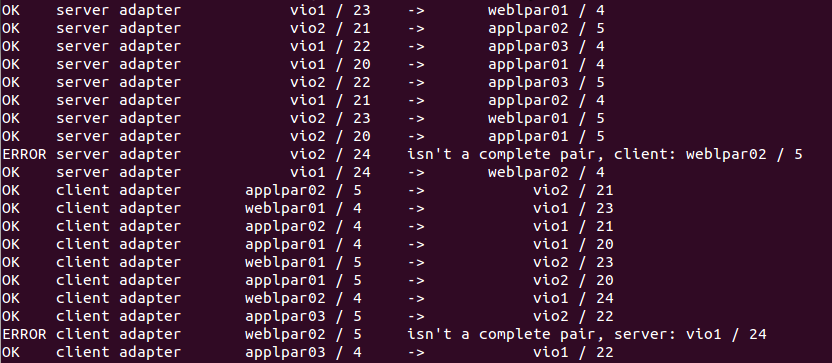 OK    server adapter             vio1 / 23    ->        weblpar01 / 4
OK    server adapter             vio2 / 21    ->        applpar02 / 5
OK    server adapter             vio1 / 22    ->        applpar03 / 4
OK    server adapter             vio1 / 20    ->        applpar01 / 4
OK    server adapter             vio2 / 22    ->        applpar03 / 5
OK    server adapter             vio1 / 21    ->        applpar02 / 4
OK    server adapter             vio2 / 23    ->        weblpar01 / 5
OK    server adapter             vio2 / 20    ->        applpar01 / 5
ERROR server adapter             vio2 / 24    isn't a complete pair, client: weblpar02 / 5
OK    server adapter             vio1 / 24    ->        weblpar02 / 4
OK    client adapter        applpar02 / 5     ->             vio2 / 21
OK    client adapter        weblpar01 / 4     ->             vio1 / 23
OK    client adapter        applpar02 / 4     ->             vio1 / 21
OK    client adapter        applpar01 / 4     ->             vio1 / 20
OK    client adapter        weblpar01 / 5     ->             vio2 / 23
OK    client adapter        applpar01 / 5     ->             vio2 / 20
OK    client adapter        weblpar02 / 4     ->             vio1 / 24
OK    client adapter        applpar03 / 5     ->             vio2 / 22
ERROR client adapter        weblpar02 / 5     isn't a complete pair, server: vio1 / 24
OK    client adapter        applpar03 / 4     ->             vio1 / 22